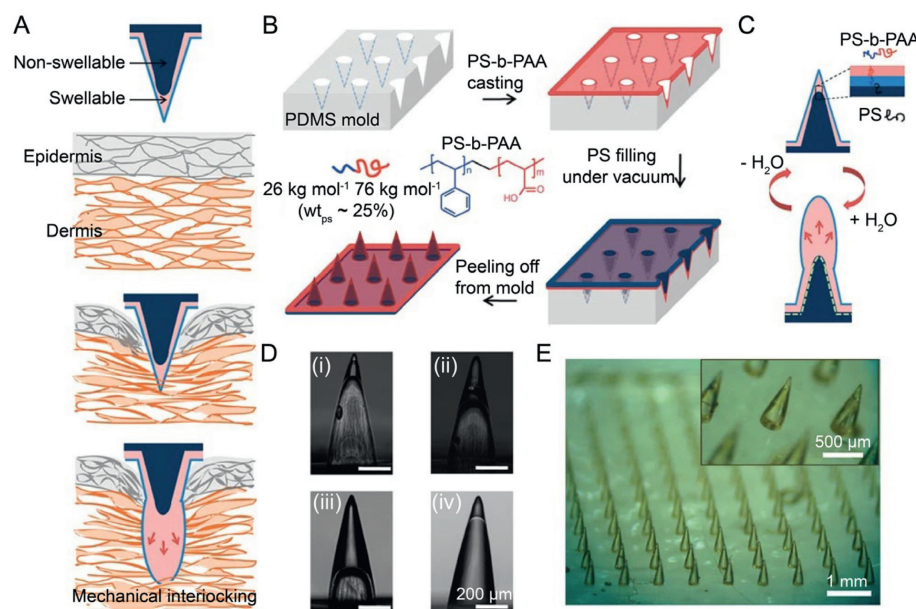 A
Non-swellable
Swellable
Epidermis
Dermis
Mechanical interiocking
B
PDMS mold
PS-b-PAA
casting
PS filling
under vacuum
PS-b-PAA
26 kg mol⁻¹ 76 kg mol⁻¹
(wtₚₛ ~ 25%)
n
m
HO
O
Peeling off
from mold
C
PS-b-PAA
PS
- H₂O
+ H₂O
D
(i)
(ii)
(iii)
(iv)
200 µm
E
500 µm
1 mm